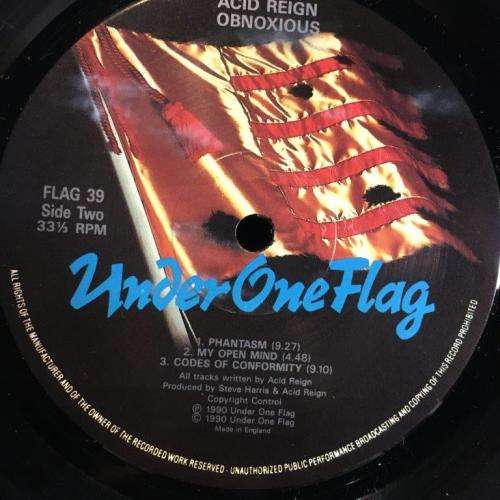 ACID REIGN
OBNOXIOUS
FLAG 39
Side Two
33⅓ RPM
Under One Flag
1. PHANTASM (9.27)
2. MY OPEN MIND (4.48)
3. CODES OF CONFORMITY (9.10)
All tracks written by Acid Reign
Produced by Steve Harris & Acid Reign
Copyright Control
Ⓟ 1990 Under One Flag
© 1990 Under One Flag
Made in England
ALL RIGHTS OF THE MANUFACTURER AND OF THE OWNER OF THE RECORDED WORK RESERVED - UNAUTHORIZED PUBLIC PERFORMANCE BROADCASTING AND COPYING OF THIS RECORD PROHIBITED